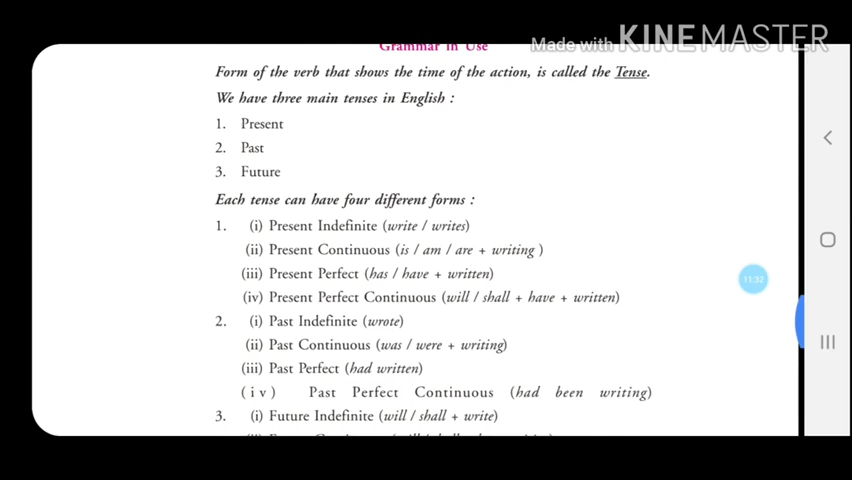 Grammar in Use
Made with KINEMASTER
Form of the verb that shows the time of the action, is called the Tense.
We have three main tenses in English :
1. Present
2. Past
3. Future
Each tense can have four different forms :
1. (i) Present Indefinite (write / writes)
(ii) Present Continuous (is / am / are + writing )
(iii) Present Perfect (has / have + written)
(iv) Present Perfect Continuous (will / shall + have + written)
11:32
2. (i) Past Indefinite (wrote)
(ii) Past Continuous (was / were + writing)
(iii) Past Perfect (had written)
(iv) Past Perfect Continuous (had been writing)
3. (i) Future Indefinite (will / shall + write)